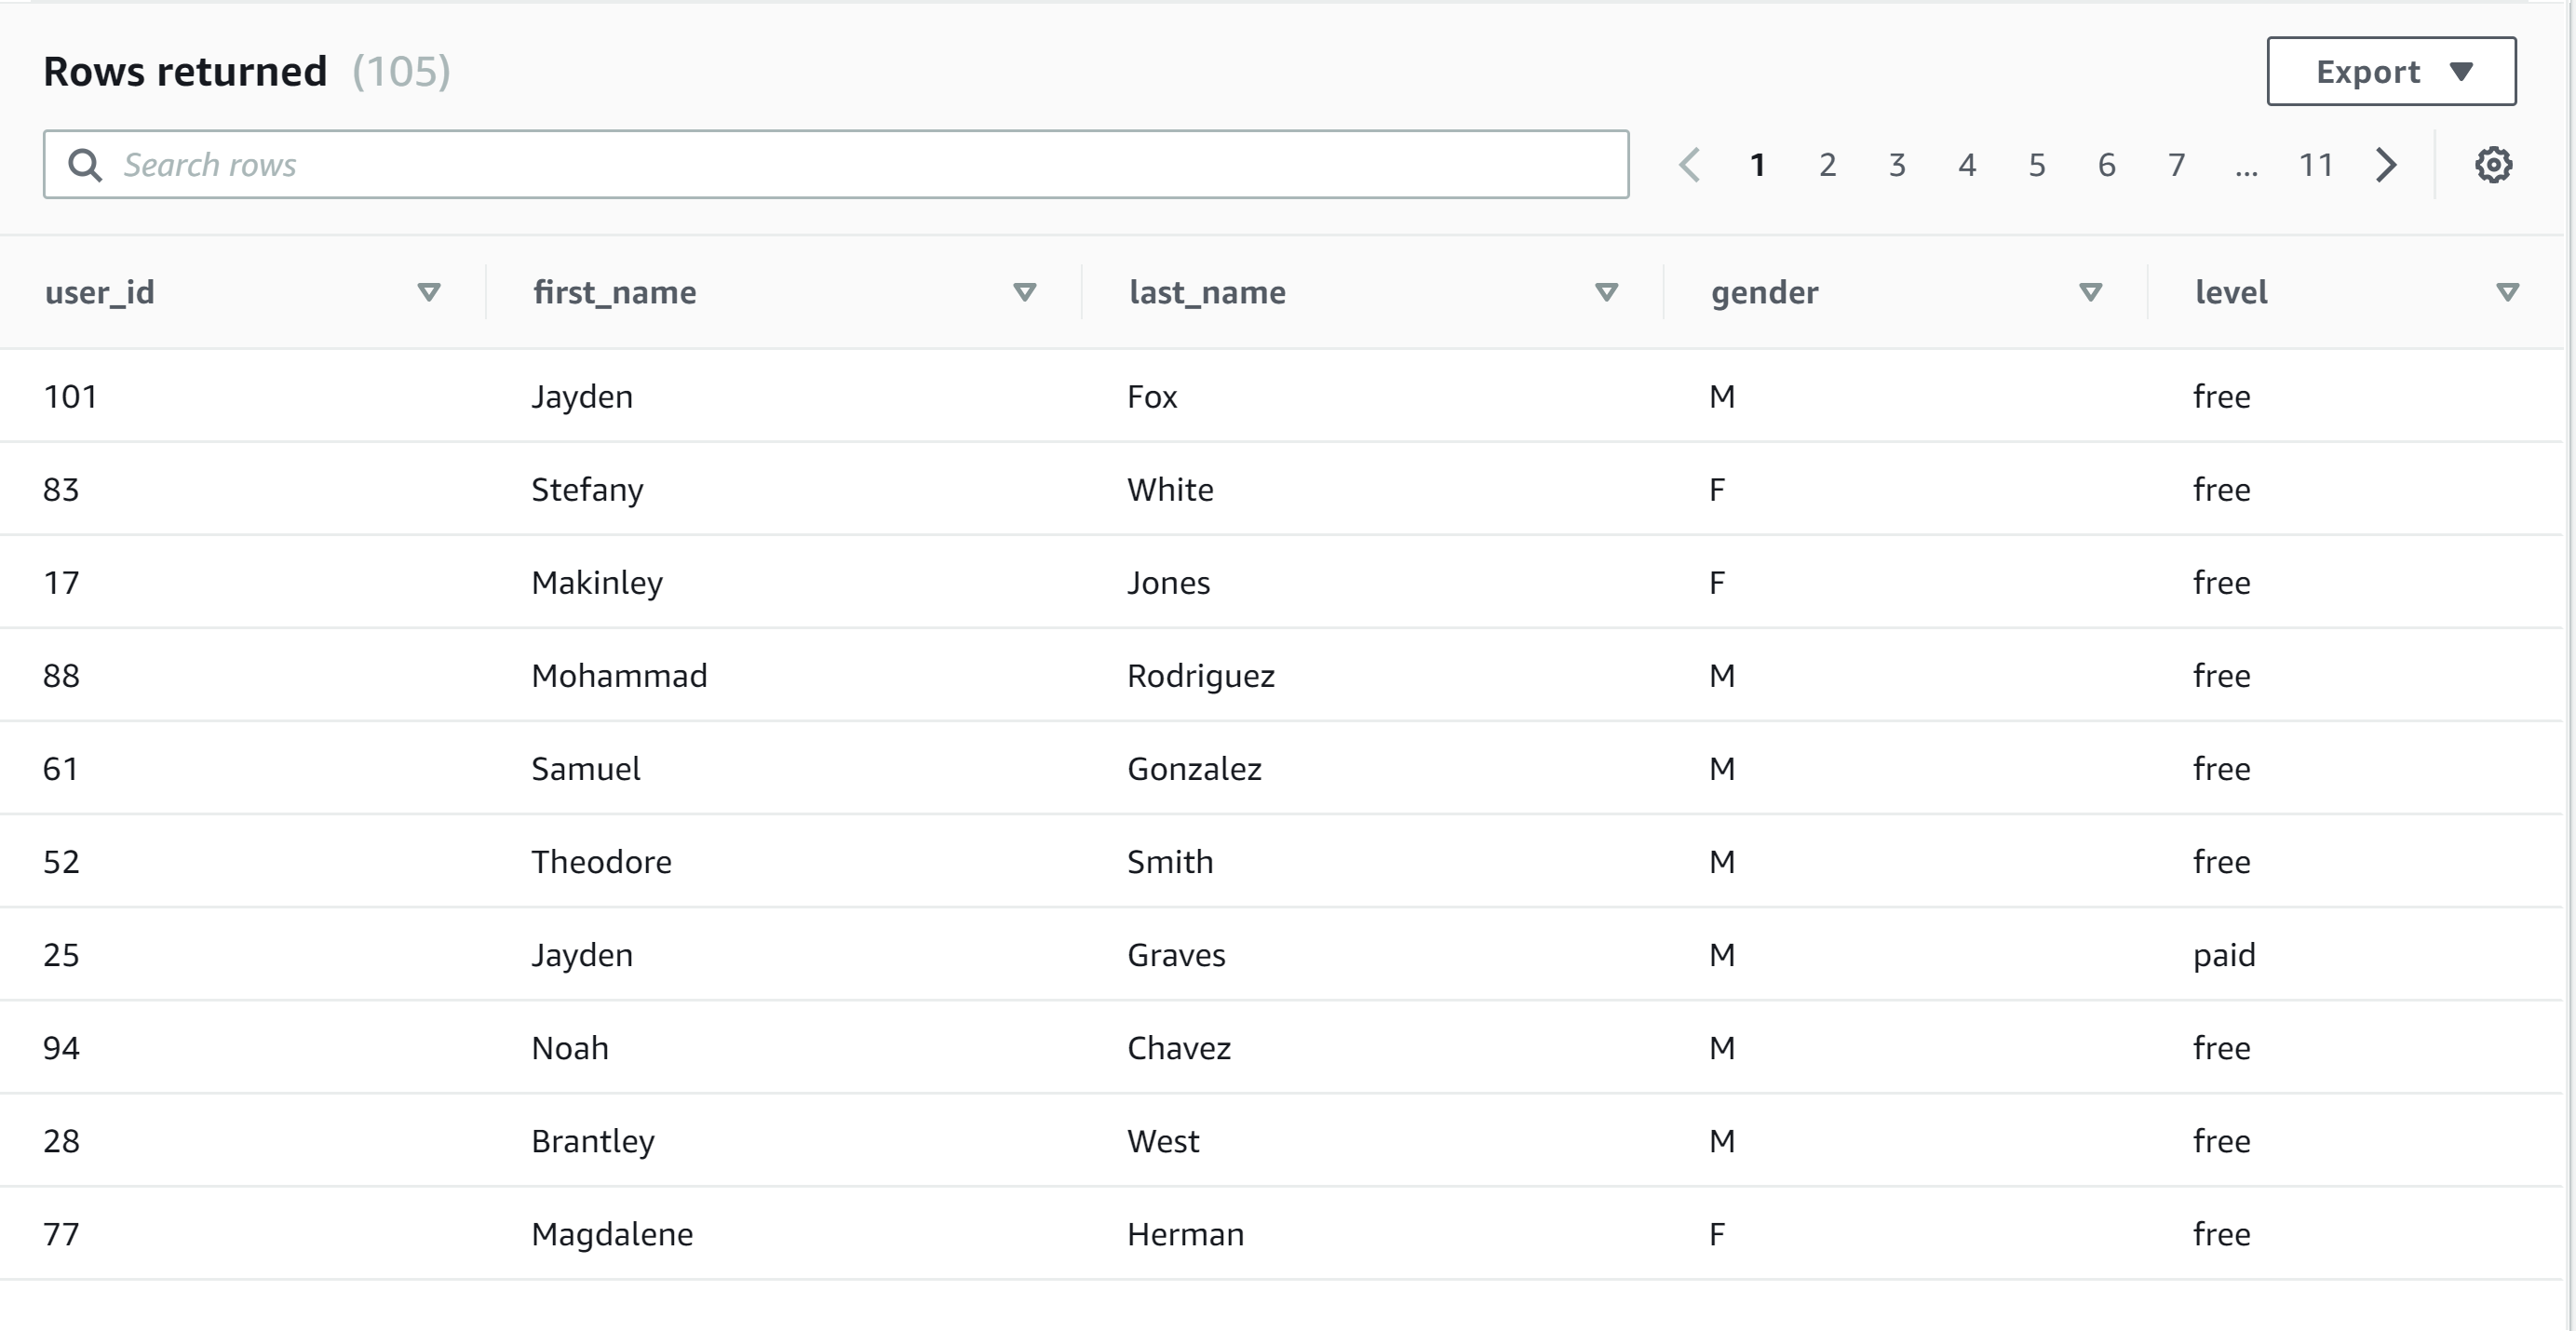 Rows returned (105)
Export
Search rows
1 2 3 4 5 6 7 ... 11
user_id first_name last_name gender level
101 Jayden Fox M free
83 Stefany White F free
17 Makinley Jones F free
88 Mohammad Rodriguez M free
61 Samuel Gonzalez M free
52 Theodore Smith M free
25 Jayden Graves M paid
94 Noah Chavez M free
28 Brantley West M free
77 Magdalene Herman F free